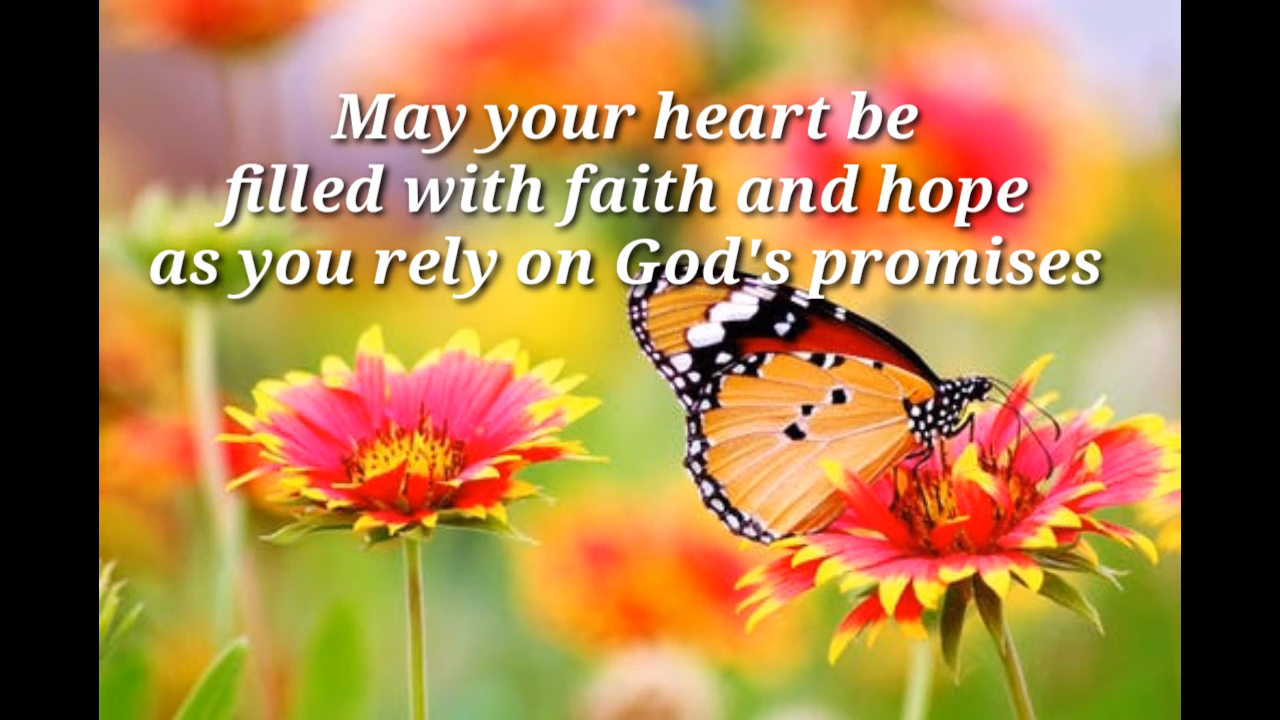 May your heart be
filled with faith and hope
as you rely on God's promises